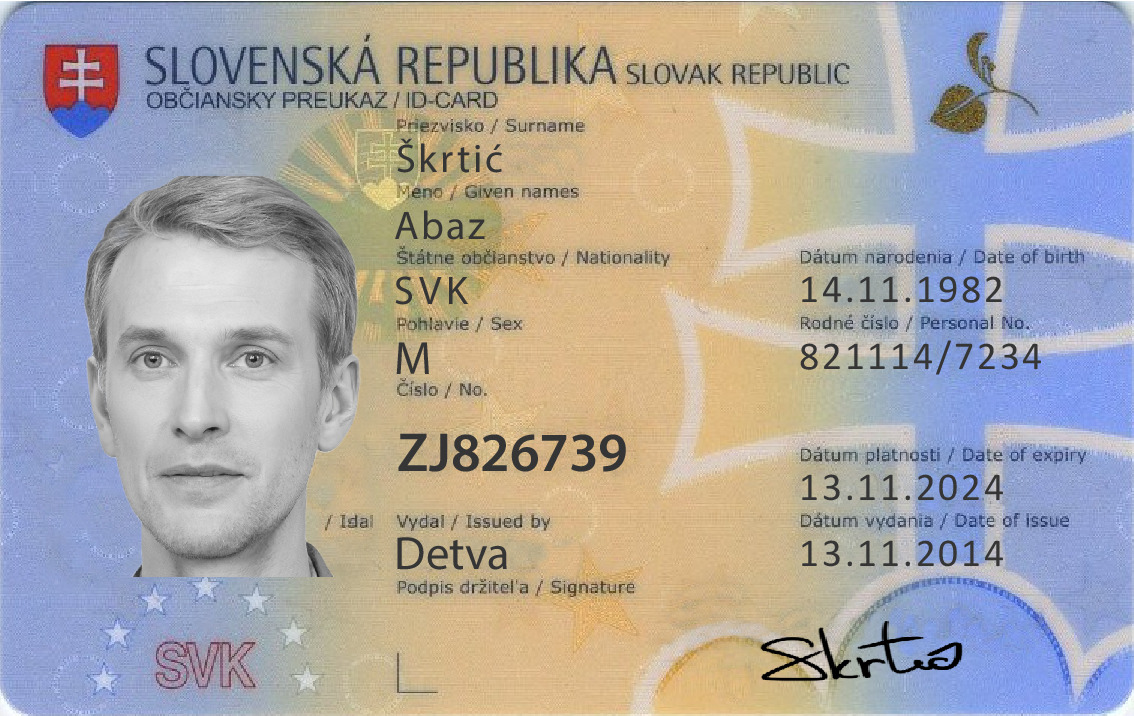 SLOVENSKÁ REPUBLIKA SLOVAK REPUBLIC
OBČIANSKY PREUKAZ / ID-CARD
Priezvisko / Surname
Škrtić
Meno / Given names
Abaz
Štátne občianstvo / Nationality
SVK
Dátum narodenia / Date of birth
14.11.1982
Pohlavie / Sex
M
Rodné číslo / Personal No.
821114/7234
Číslo / No.
ZJ826739
Dátum platnosti / Date of expiry
13.11.2024
/ Islal
Vydal / Issued by
Detva
Dátum vydania / Date of issue
13.11.2014
Podpis držiteľa / Signature
Skrtic
SVK